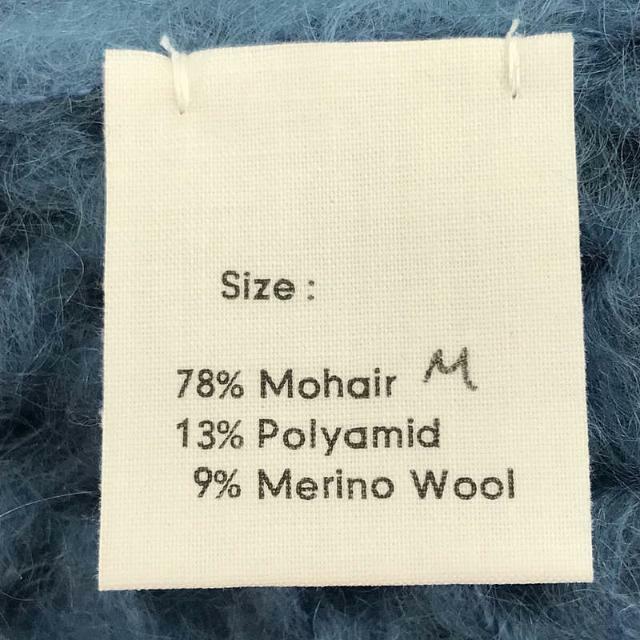 Size :
78% Mohair M
13% Polyamid
9% Merino Wool